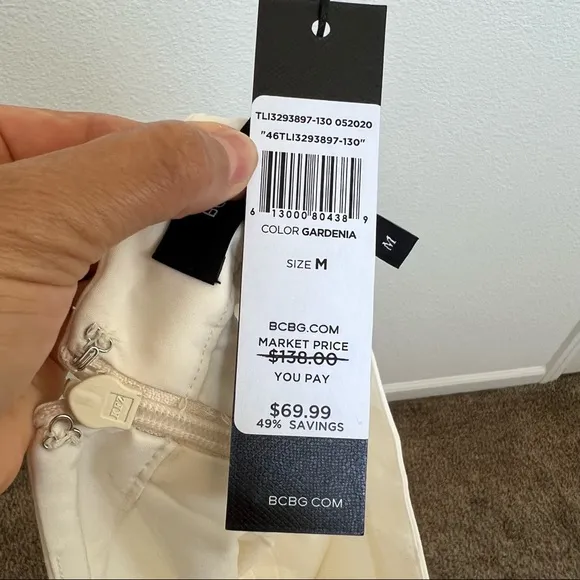 TLI3293897-130 052020
"46TLI3293897-130"
6 13000 80438 9
COLOR GARDENIA
SIZE M
M
BCBG.COM
MARKET PRICE
$138.00
YOU PAY
$69.99
49% SAVINGS
BCBG.COM